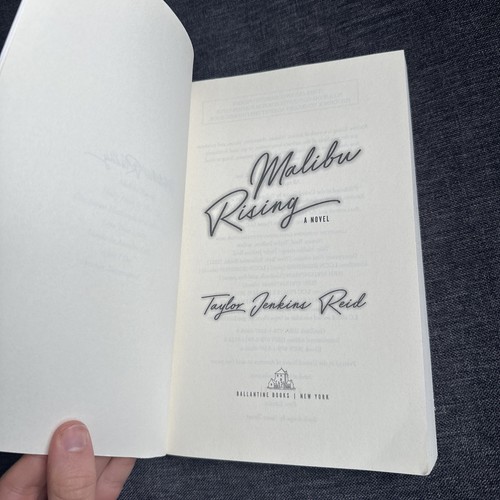 Malibu
Rising
A NOVEL
Taylor Jenkins Reid
BALLANTINE BOOKS | NEW YORK